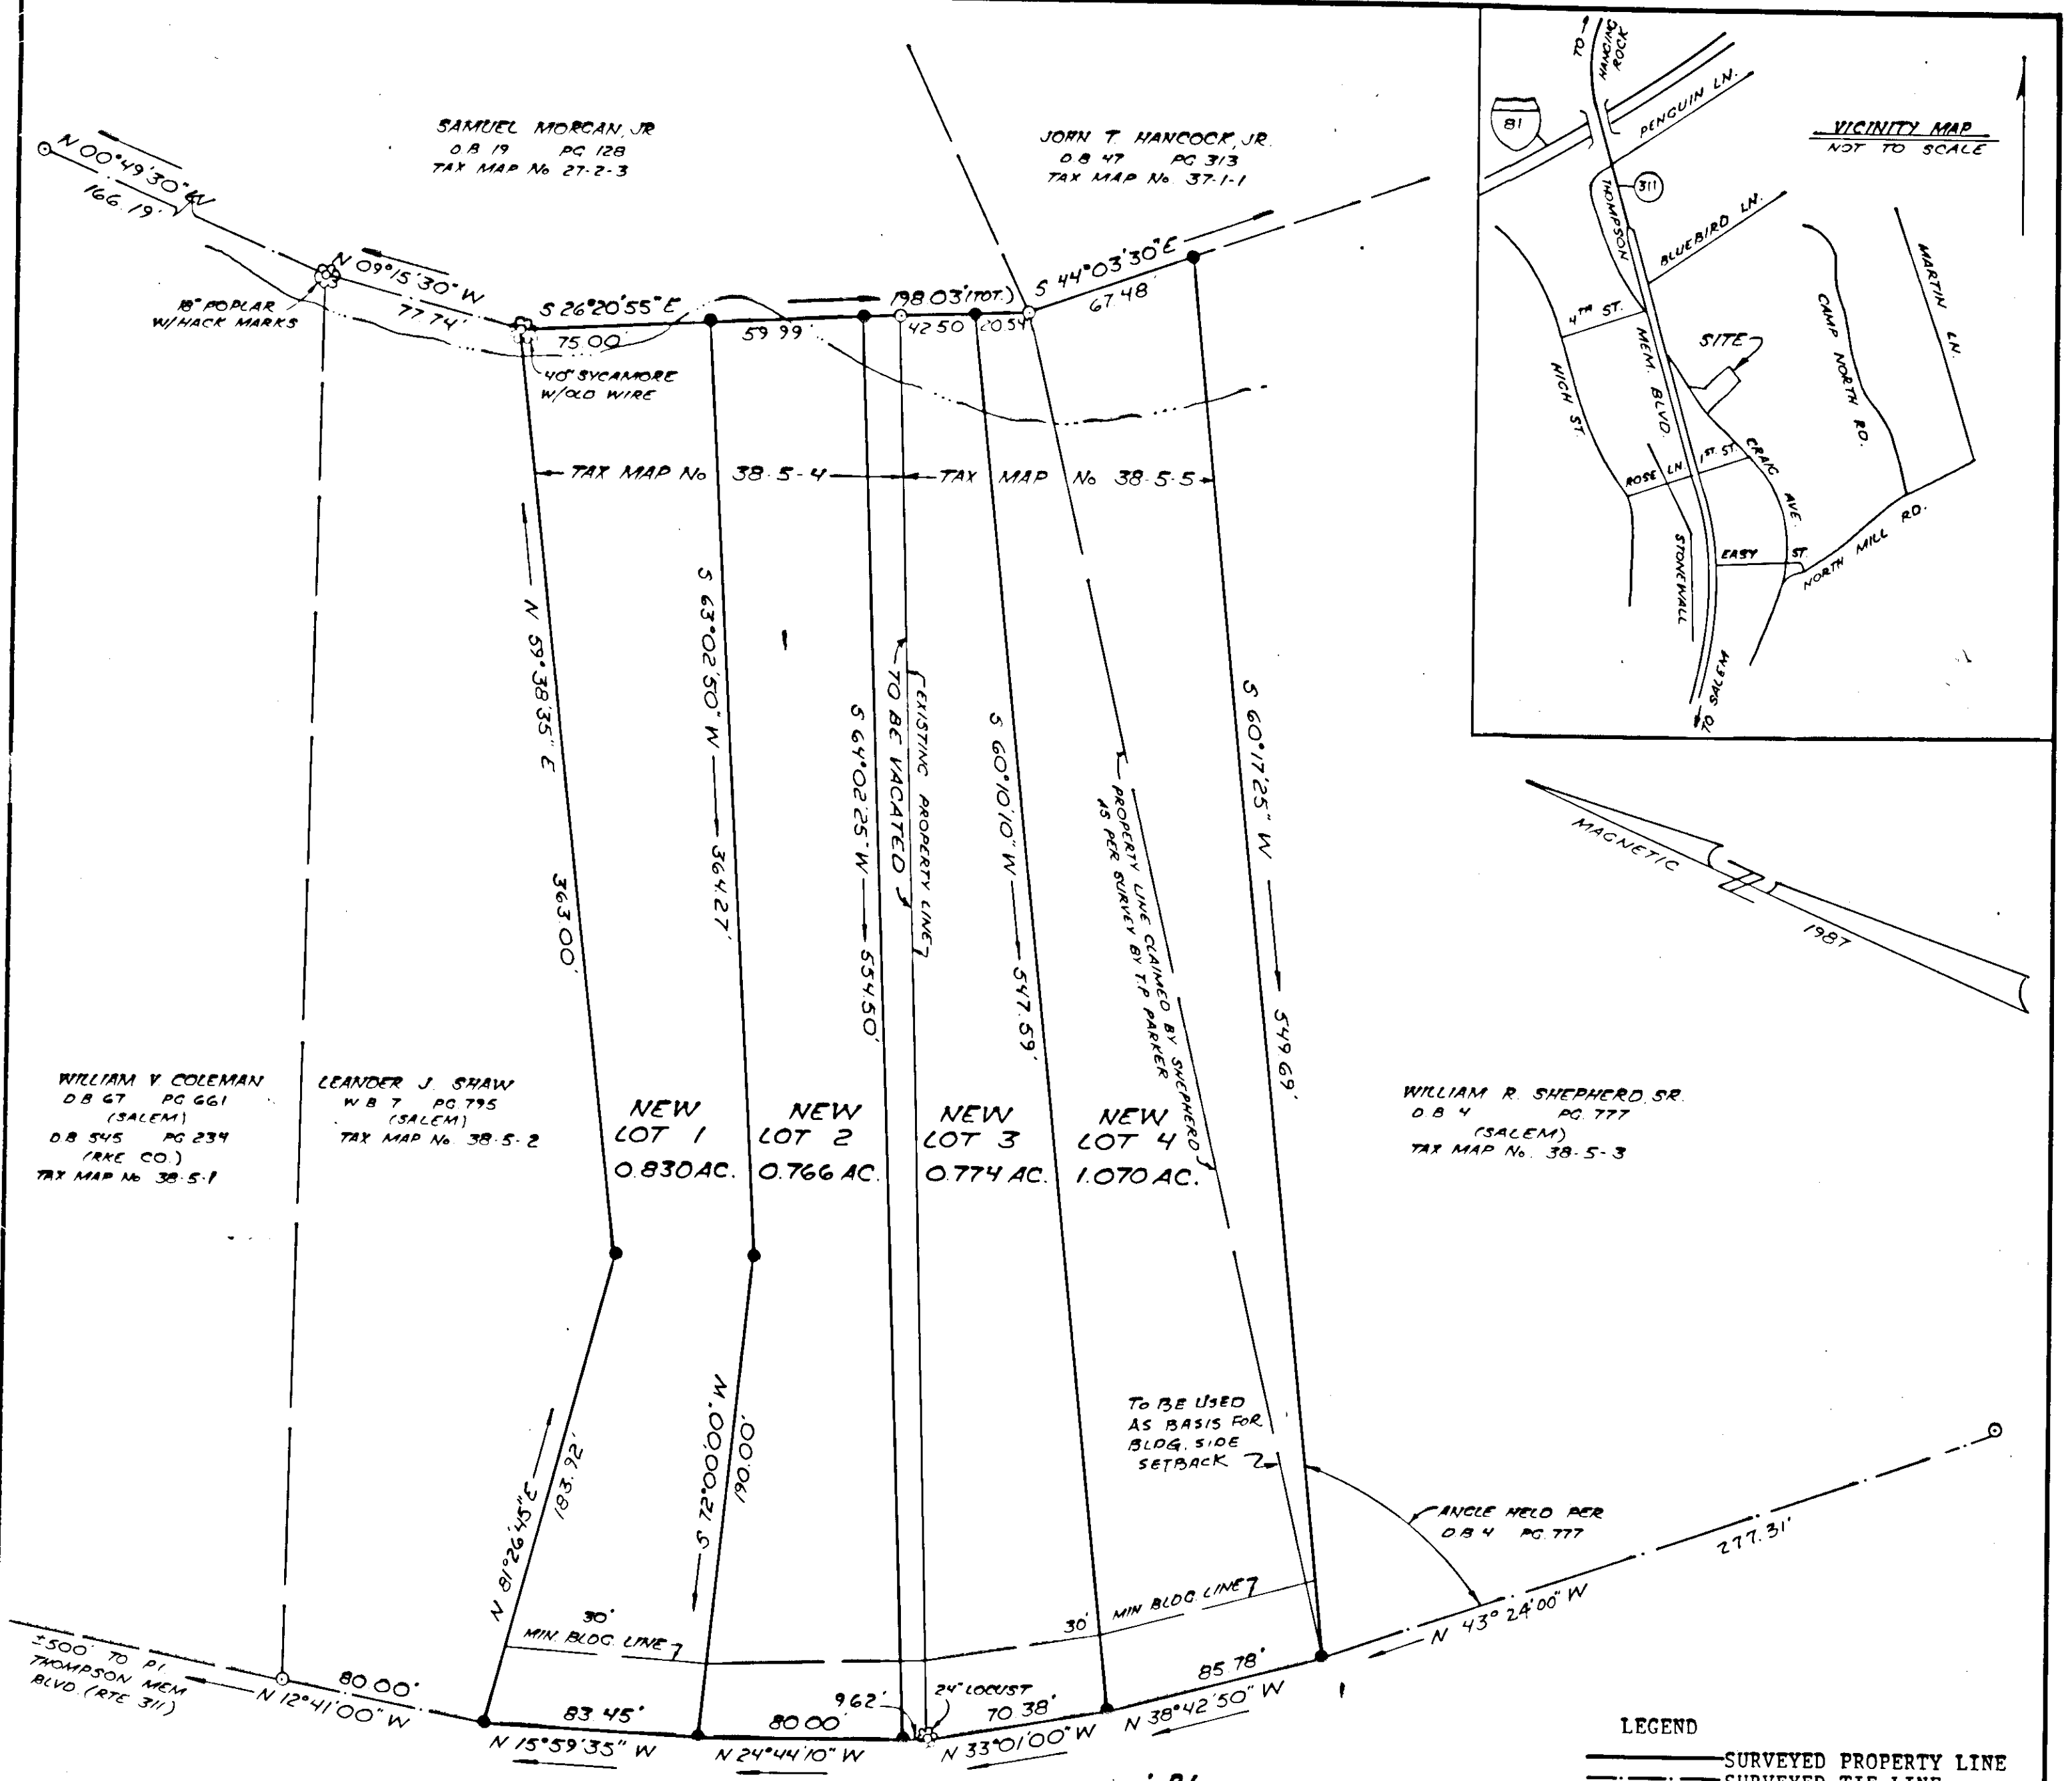 SAMUEL MORGAN, JR
D B 19 PG 128
TAX MAP No 27-2-3
JOHN T. HANCOCK, JR.
D.B 47 PG 313
TAX MAP No. 37-1-1
N 00°49'30" W
166.19'
18" POPLAR
W/HACK MARKS
N 09°15'30" W
77.74'
S 26°20'55" E
198.03'(TOT.)
75.00'
59.99'
42.50
20.54'
S 44°03'30" E
67.48'
40" SYCAMORE
W/OLD WIRE
TAX MAP No 38-5-4
TAX MAP No 38-5-5
N 59°38'35" E 363.00'
S 63°02'50" W 364.27'
S 64°02'25" W 554.50'
TO BE VACATED
EXISTING PROPERTY LINE
S 60°10'10" W 547.59'
PROPERTY LINE CLAIMED BY SHEPHERD
AS PER SURVEY BY T.P. PARKER
S 60°17'25" W 549.69'
VICINITY MAP
NOT TO SCALE
TO HANGING ROCK
81
PENGUIN LN.
311
THOMPSON
MEM. BLVD.
BLUEBIRD LN.
4TH ST.
SITE
HIGH ST.
CAMP NORTH RD.
MARTIN LN.
ROSE LN.
1ST. ST.
CRAIG AVE.
STONEWALL
EASY ST.
NORTH MILL RD.
TO SALEM
MAGNETIC
1987
WILLIAM V COLEMAN
D B 67 PG 661
(SALEM)
D B 545 PG 239
(RKE CO.)
TAX MAP No 38-5-1
LEANDER J. SHAW
W B 7 PG. 795
(SALEM)
TAX MAP No. 38-5-2
NEW
LOT 1
0.830 AC.
NEW
LOT 2
0.766 AC.
NEW
LOT 3
0.774 AC.
NEW
LOT 4
1.070 AC.
WILLIAM R. SHEPHERD, SR.
D B 4 PG. 777
(SALEM)
TAX MAP No. 38-5-3
N 81°26'45" E
183.92'
S 72°00'00" W
190.00'
TO BE USED
AS BASIS FOR
BLDG. SIDE
SETBACK
ANGLE HELD PER
D B 4 PG. 777
277.31'
N 43°24'00" W
30'
MIN. BLDG. LINE
30'
MIN BLDG. LINE
±500' TO P.I.
THOMPSON MEM
BLVD. (RTE 311)
80.00'
N 12°41'00" W
83.45'
N 15°59'35" W
80.00'
N 24°44'10" W
9.62'
24" LOCUST
70.38'
N 33°01'00" W
85.78'
N 38°42'50" W
LEGEND
SURVEYED PROPERTY LINE
SURVEYED TIE LINE